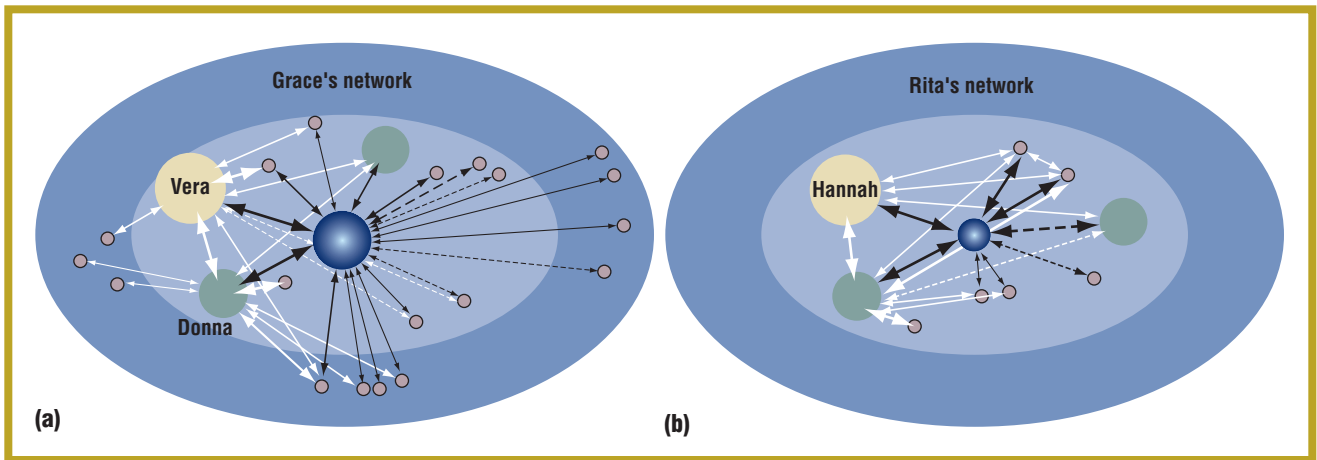 Grace's network
Vera
Donna
(a)
Rita's network
Hannah
(b)